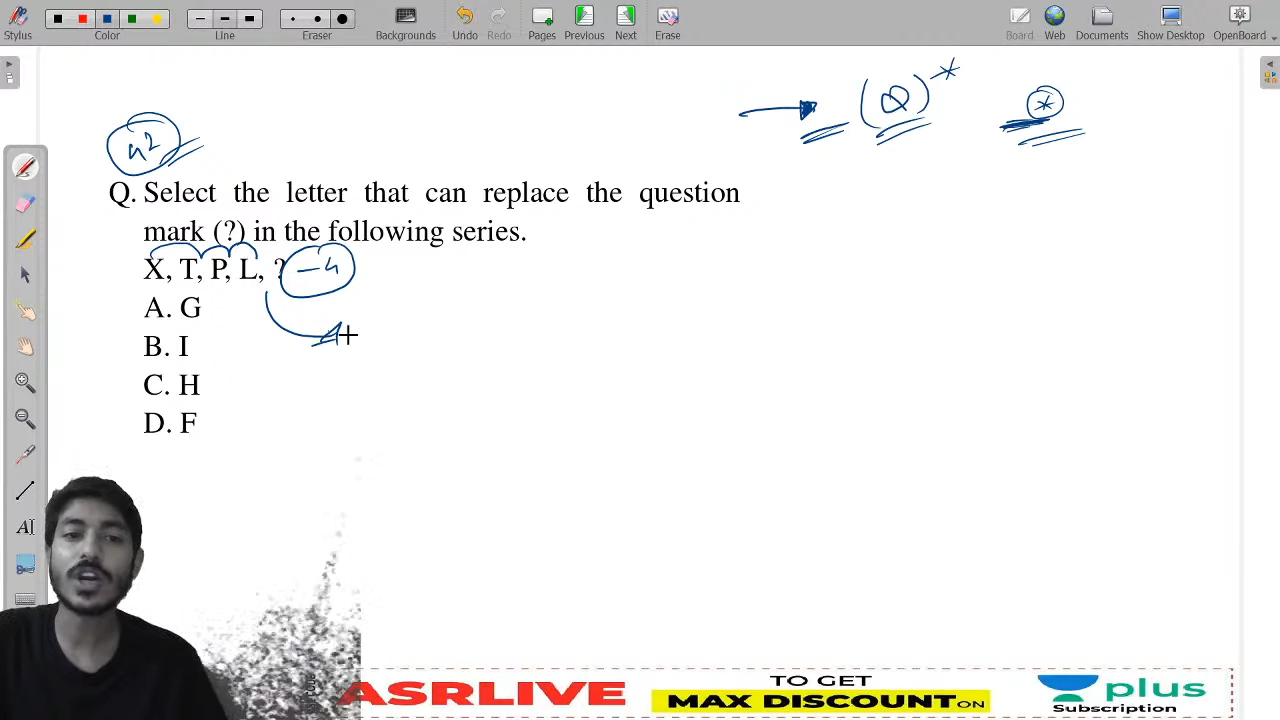 Stylus
Color
Line
Eraser
Backgrounds
Undo
Redo
Pages
Previous
Next
Erase
Board
Web
Documents
Show Desktop
OpenBoard
(Q)*
*
Q. Select the letter that can replace the question
mark (?) in the following series.
X, T, P, L, ?
-4
A. G
B. I
C. H
D. F
AI
ASRLIVE
TO GET
MAX DISCOUNT ON
plus
Subscription